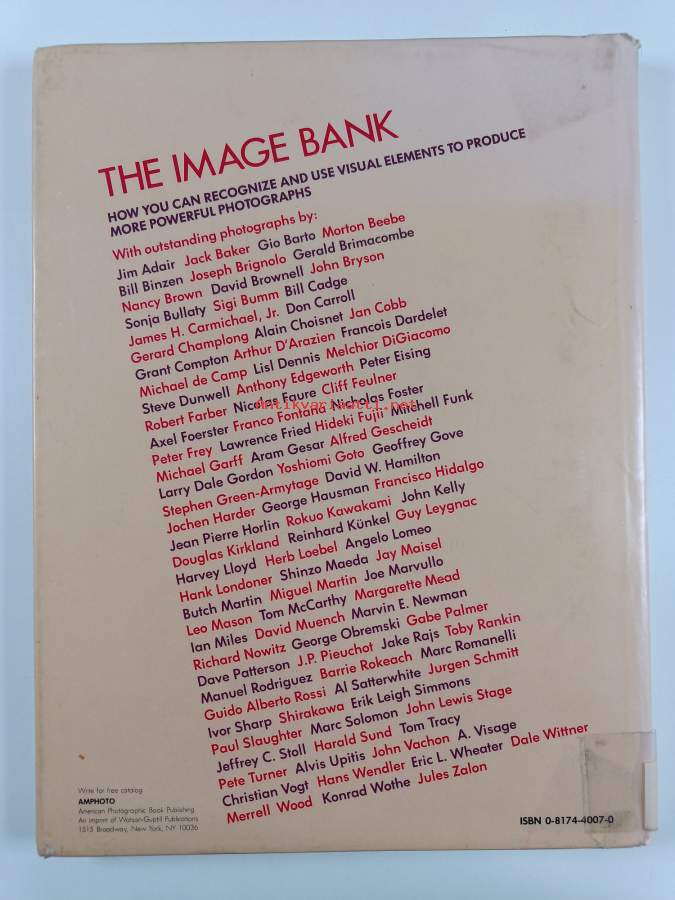 THE IMAGE BANK
HOW YOU CAN RECOGNIZE AND USE VISUAL ELEMENTS TO PRODUCE
MORE POWERFUL PHOTOGRAPHS
With outstanding photographs by:
Jim Adair Jack Baker Gio Barto Morton Beebe
Bill Binzen Joseph Brignolo Gerald Brimacombe
Nancy Brown David Brownell John Bryson
Sonja Bullaty Sigi Bumm Bill Cadge
James H. Carmichael, Jr. Don Carroll
Gerard Champlong Alain Choisnet Jan Cobb
Grant Compton Arthur D'Arazien Francois Dardelet
Michael de Camp Lisl Dennis Melchior DiGiacomo
Steve Dunwell Anthony Edgeworth Peter Eising
Robert Farber Nicolas Faure Cliff Feulner
Axel Foerster Franco Fontana Nicholas Foster
Antikvariaatti.net
Peter Frey Lawrence Fried Hideki Fujii Mitchell Funk
Michael Garff Aram Gesar Alfred Gescheidt
Larry Dale Gordon Yoshiomi Goto Geoffrey Gove
Stephen Green-Armytage David W. Hamilton
Jochen Harder George Hausman Francisco Hidalgo
Jean Pierre Horlin Rokuo Kawakami John Kelly
Douglas Kirkland Reinhard Künkel Guy Leygnac
Harvey Lloyd Herb Loebel Angelo Lomeo
Hank Londoner Shinzo Maeda Jay Maisel
Butch Martin Miguel Martin Joe Marvullo
Leo Mason Tom McCarthy Margarette Mead
Ian Miles David Muench Marvin E. Newman
Richard Nowitz George Obremski Gabe Palmer
Dave Patterson J.P. Pieuchot Jake Rajs Toby Rankin
Manuel Rodriguez Barrie Rokeach Marc Romanelli
Guido Alberto Rossi Al Satterwhite Jurgen Schmitt
Ivor Sharp Shirakawa Erik Leigh Simmons
Paul Slaughter Marc Solomon John Lewis Stage
Jeffrey C. Stoll Harald Sund Tom Tracy
Pete Turner Alvis Upitis John Vachon A. Visage
Christian Vogt Hans Wendler Eric L. Wheater Dale Wittner
Merrell Wood Konrad Wothe Jules Zalon
Write for free catalog
AMPHOTO
American Photographic Book Publishing
An imprint of Watson-Guptill Publications
1515 Broadway, New York, NY 10036
ISBN 0-8174-4007-0